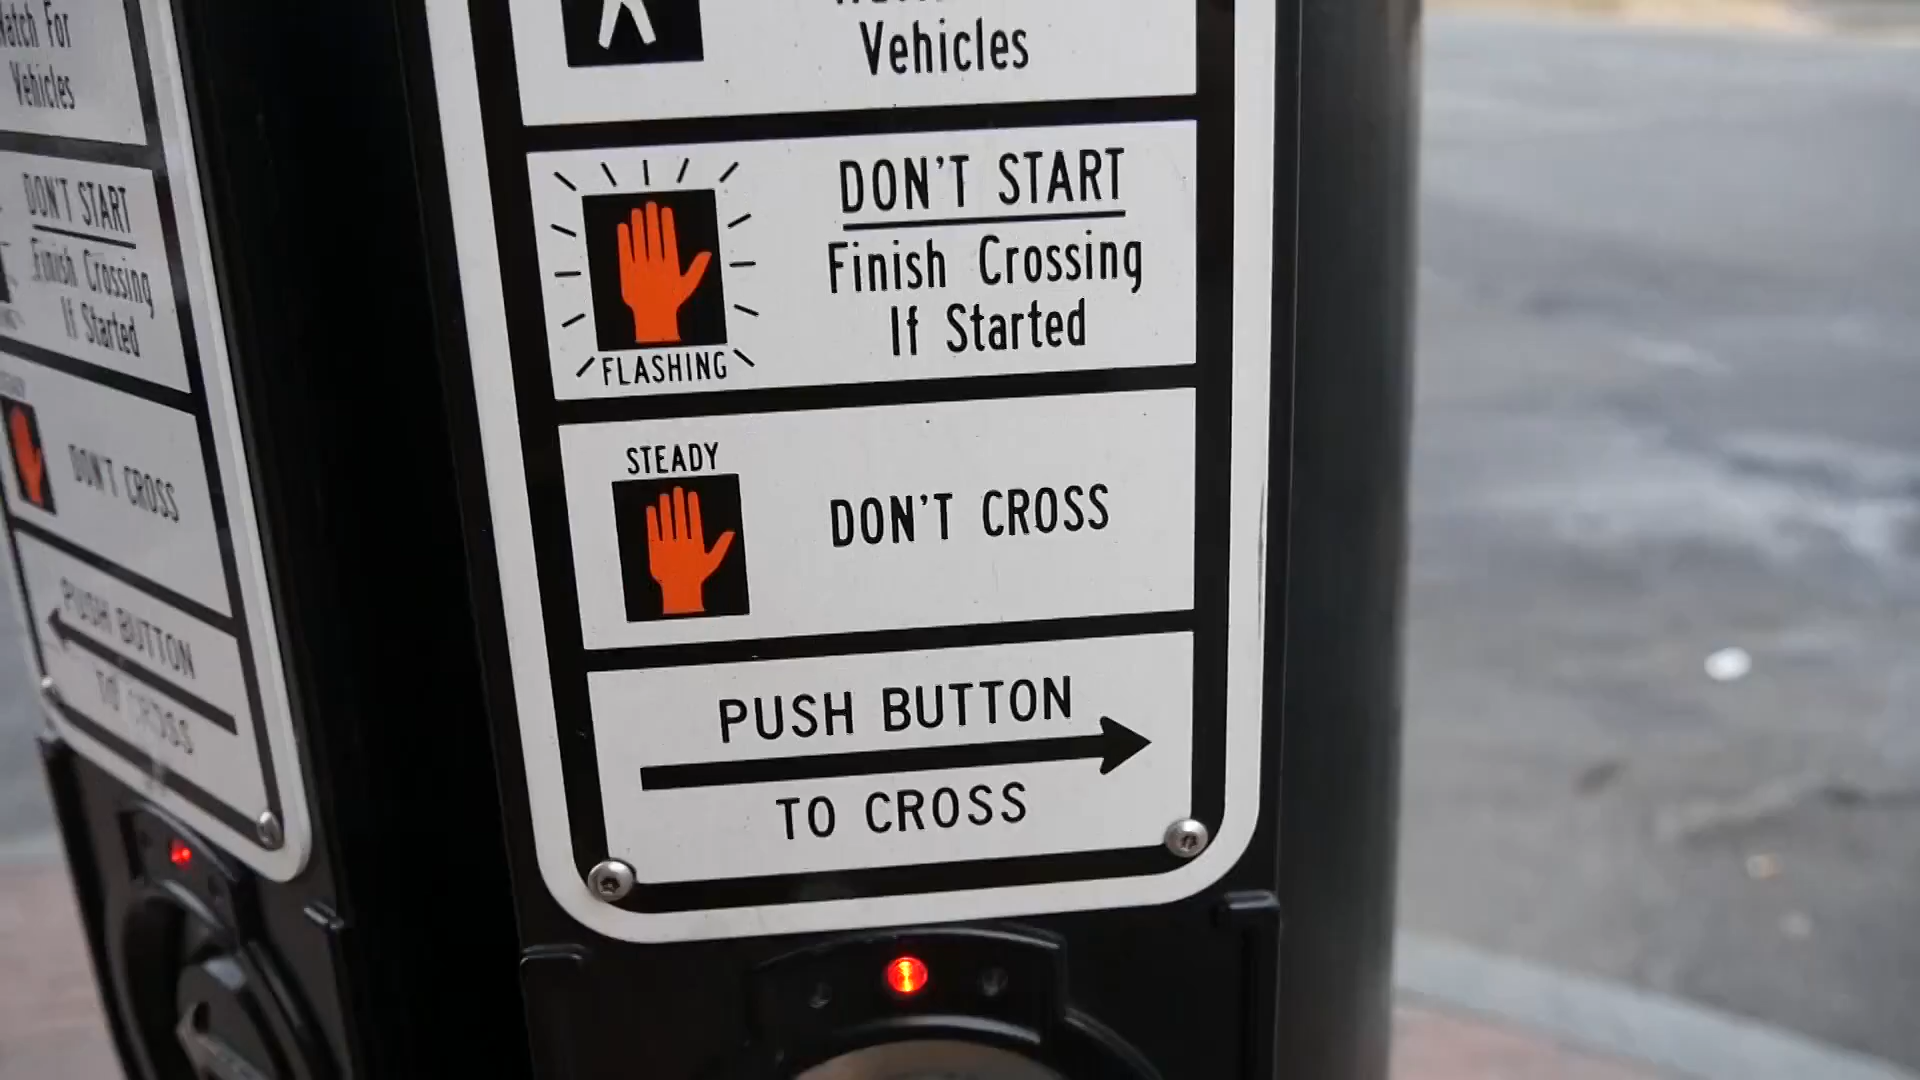 Watch For
Vehicles
DON'T START
Finish Crossing
If Started
DON'T CROSS
PUSH BUTTON
TO CROSS
Vehicles
DON'T START
Finish Crossing
If Started
FLASHING
STEADY
DON'T CROSS
PUSH BUTTON
TO CROSS